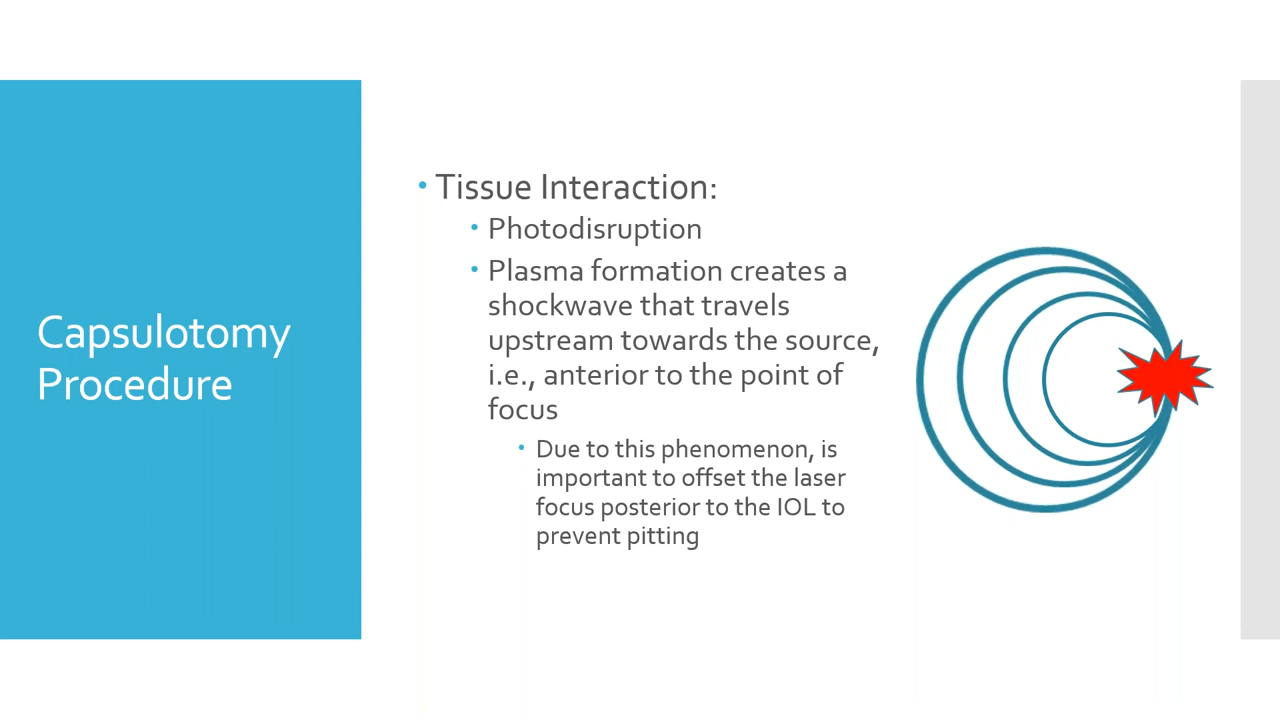 Capsulotomy
Procedure
• Tissue Interaction:
• Photodisruption
• Plasma formation creates a
shockwave that travels
upstream towards the source,
i.e., anterior to the point of
focus
• Due to this phenomenon, is
important to offset the laser
focus posterior to the IOL to
prevent pitting